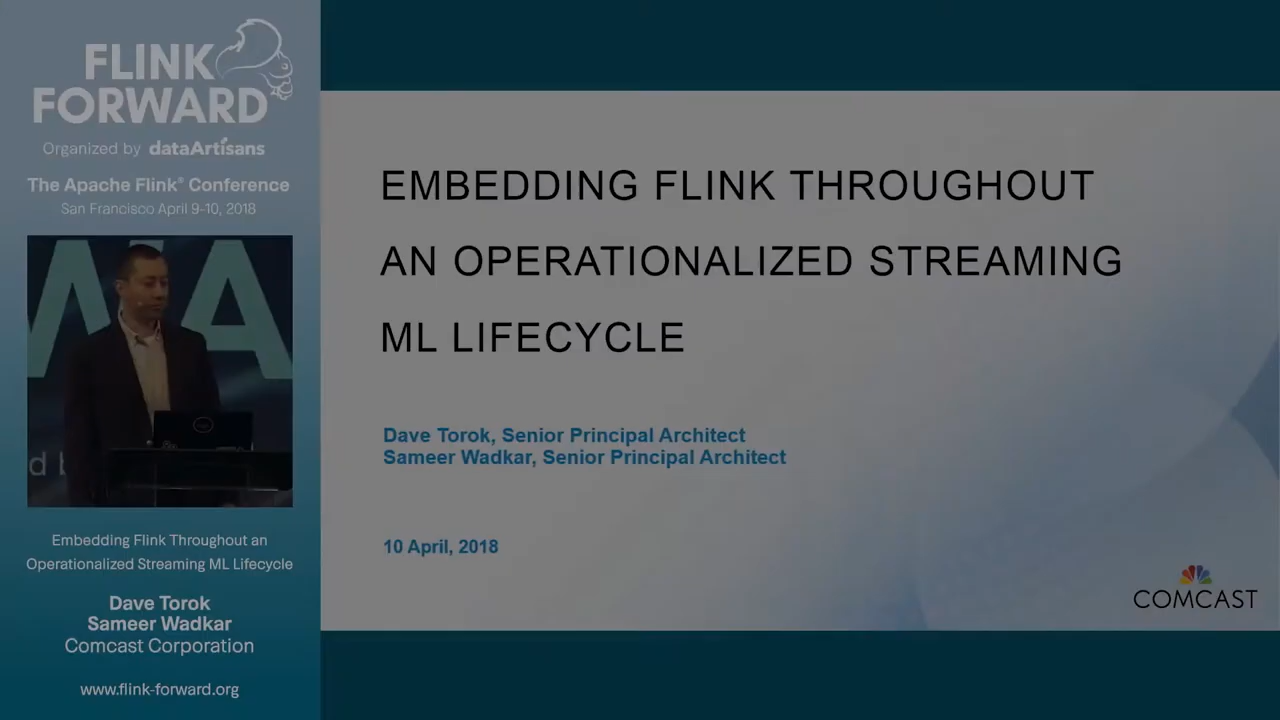 FLINK
FORWARD
Organized by dataArtisans
The Apache Flink® Conference
San Francisco April 9-10, 2018
Embedding Flink Throughout an
Operationalized Streaming ML Lifecycle
Dave Torok
Sameer Wadkar
Comcast Corporation
www.flink-forward.org
EMBEDDING FLINK THROUGHOUT
AN OPERATIONALIZED STREAMING
ML LIFECYCLE
Dave Torok, Senior Principal Architect
Sameer Wadkar, Senior Principal Architect
10 April, 2018
COMCAST